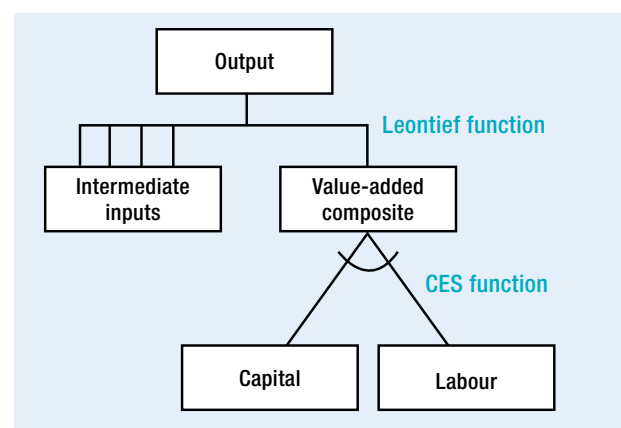 Output
Leontief function
Intermediate
inputs
Value-added
composite
CES function
Capital
Labour